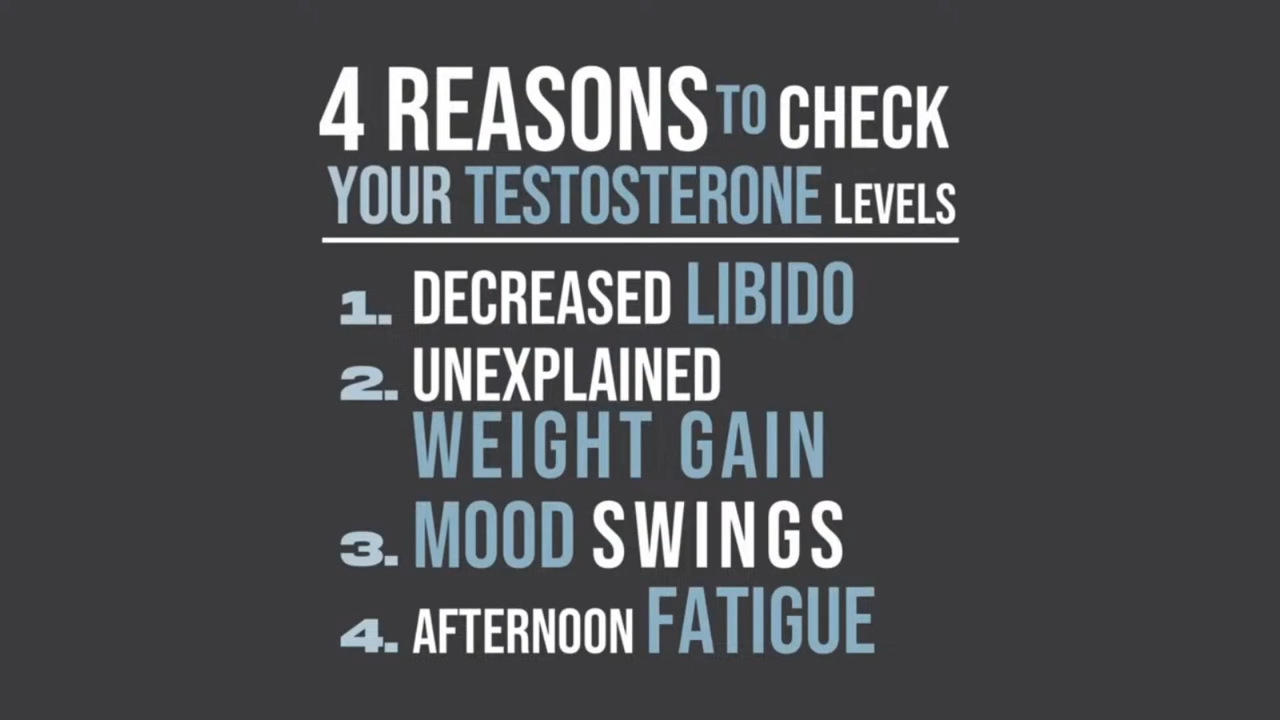 4 REASONS TO CHECK
YOUR TESTOSTERONE LEVELS
1. DECREASED LIBIDO
2. UNEXPLAINED
WEIGHT GAIN
3. MOOD SWINGS
4. AFTERNOON FATIGUE